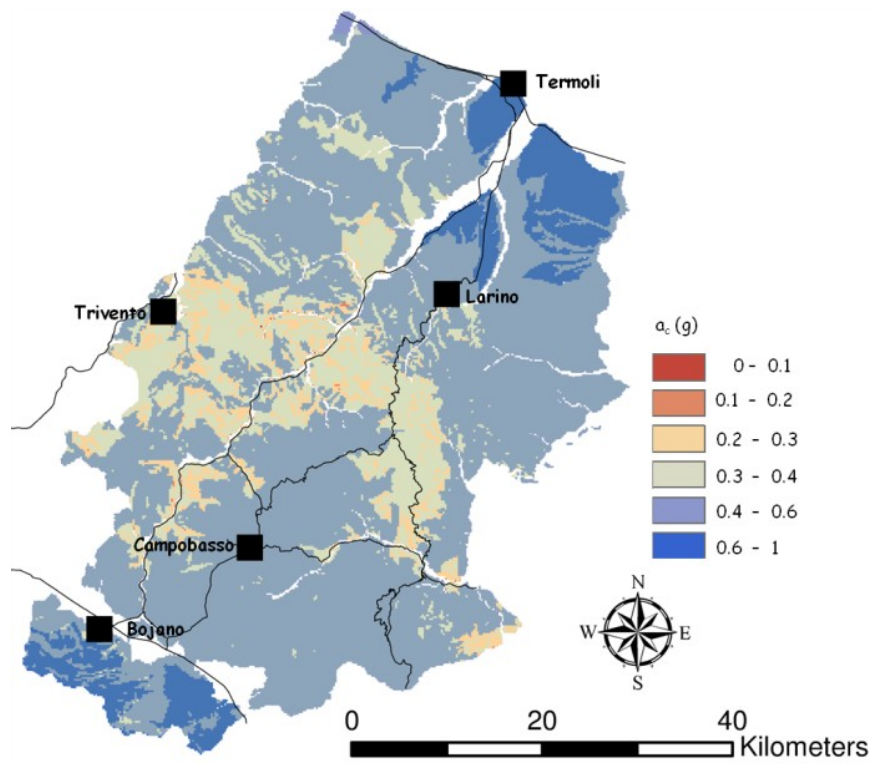 Termoli
Larino
Trivento
a_c (g)
0 - 0.1
0.1 - 0.2
0.2 - 0.3
0.3 - 0.4
0.4 - 0.6
0.6 - 1
Campobasso
Bojano
N
W E
S
0 20 40
Kilometers